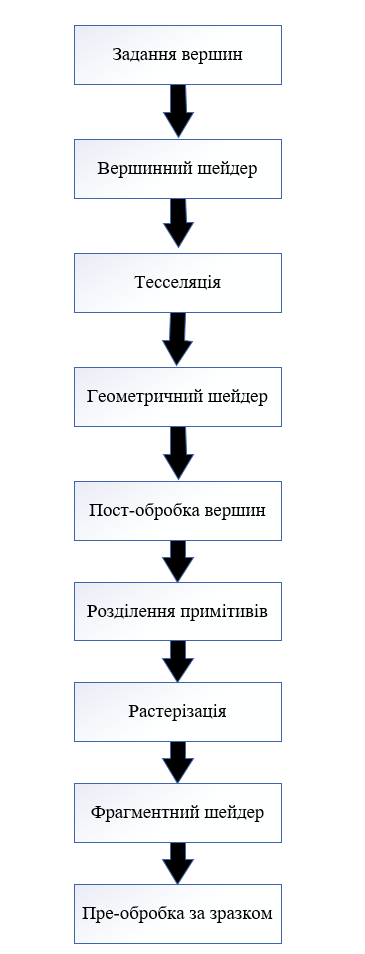 Задання вершин
Вершинний шейдер
Тесселяція
Геометричний шейдер
Пост-обробка вершин
Розділення примітивів
Растерізація
Фрагментний шейдер
Пре-обробка за зразком